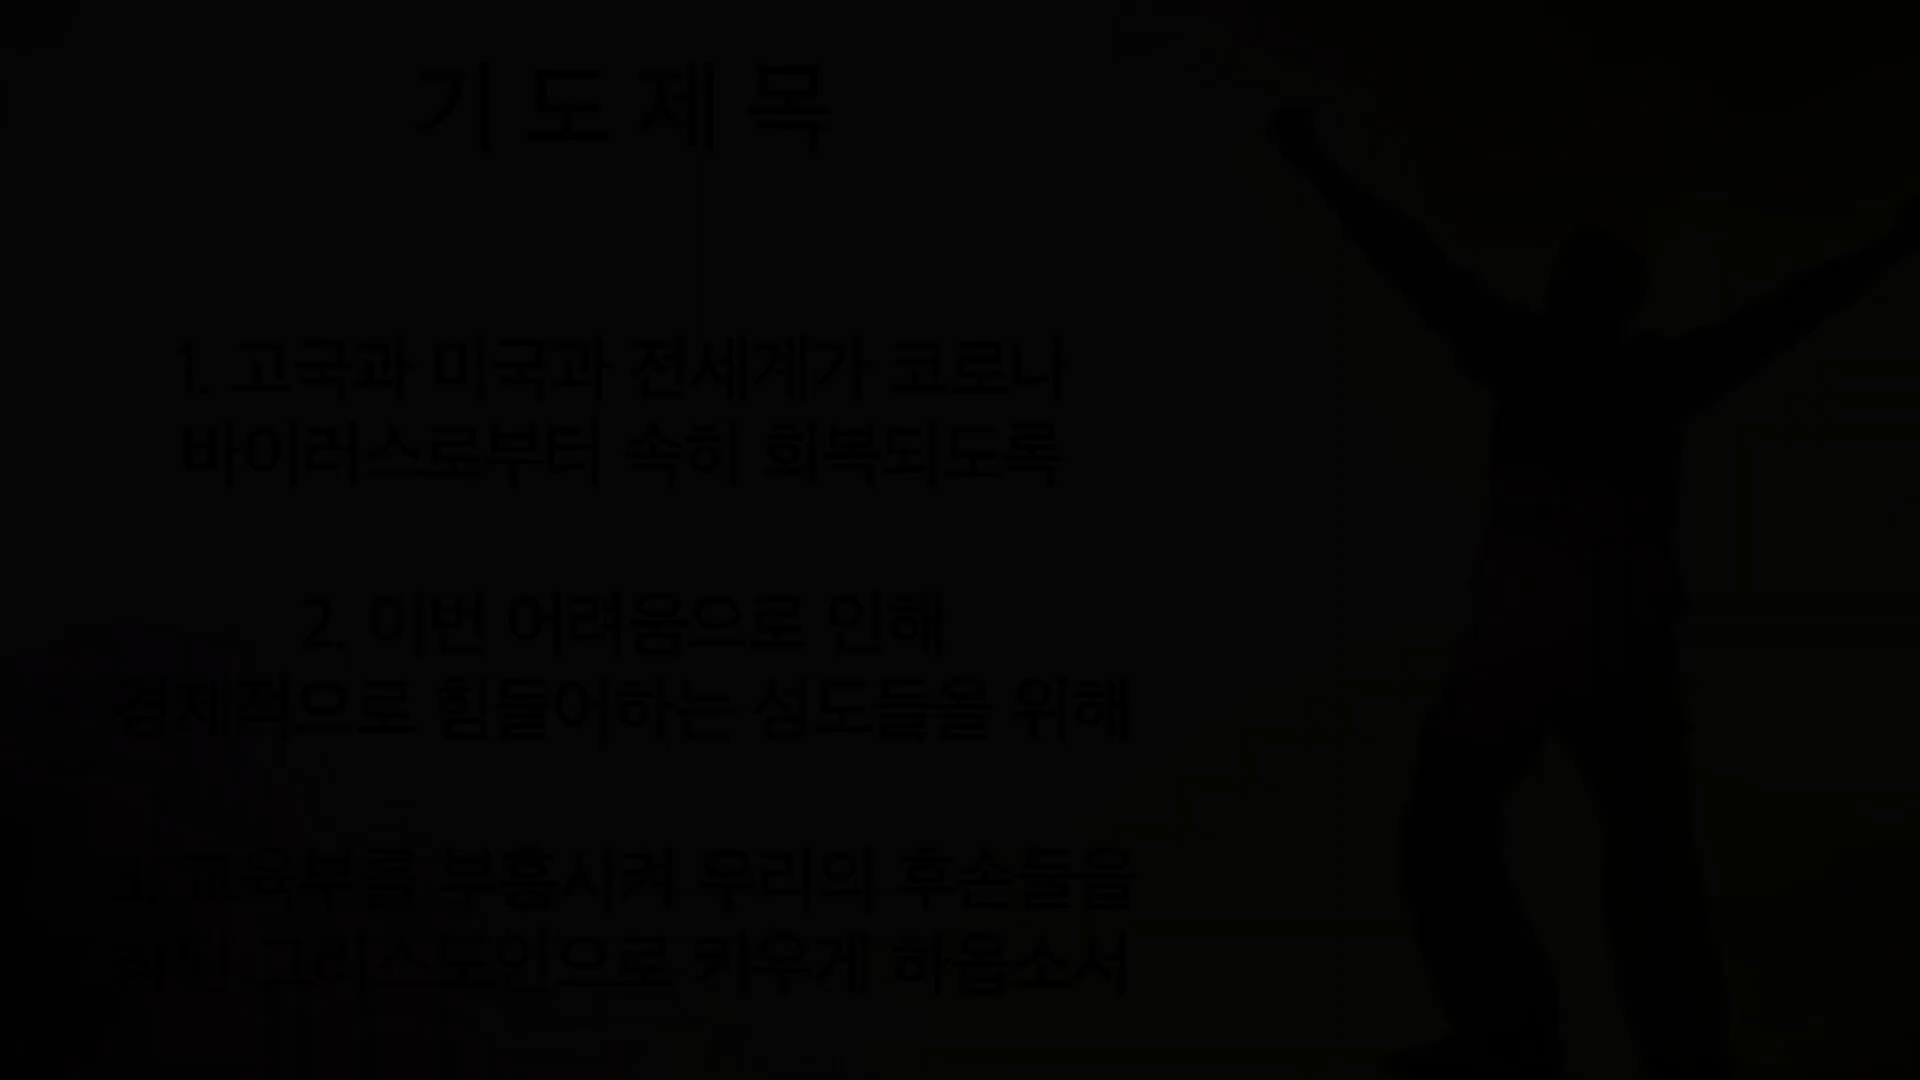 기도제목
1. 고국과 미국과 전세계가 코로나
바이러스로부터 속히 회복되도록
2. 이번 어려움으로 인해
경제적으로 힘들어하는 성도들을 위해
3. 교육부를 부흥시켜 우리의 후손들을
참된 그리스도인으로 키우게 하옵소서